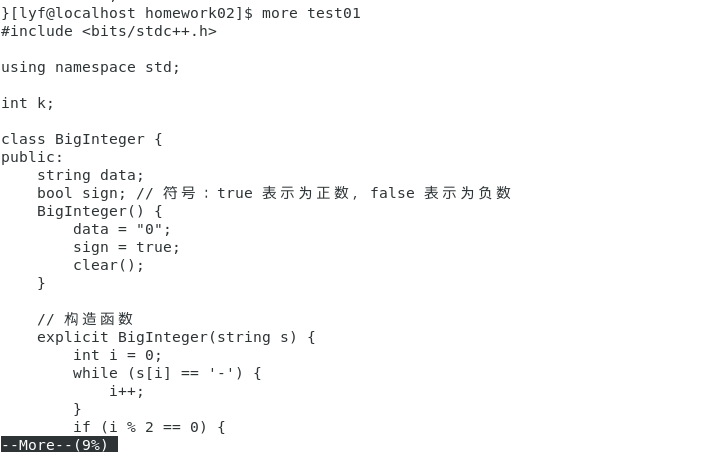 }[lyf@localhost homework02]$ more test01
#include <bits/stdc++.h>

using namespace std;

int k;

class BigInteger {
public:
    string data;
    bool sign; // 符号：true 表示为正数, false 表示为负数
    BigInteger() {
        data = "0";
        sign = true;
        clear();
    }

    // 构造函数
    explicit BigInteger(string s) {
        int i = 0;
        while (s[i] == '-') {
            i++;
        }
        if (i % 2 == 0) {
--More--(9%)